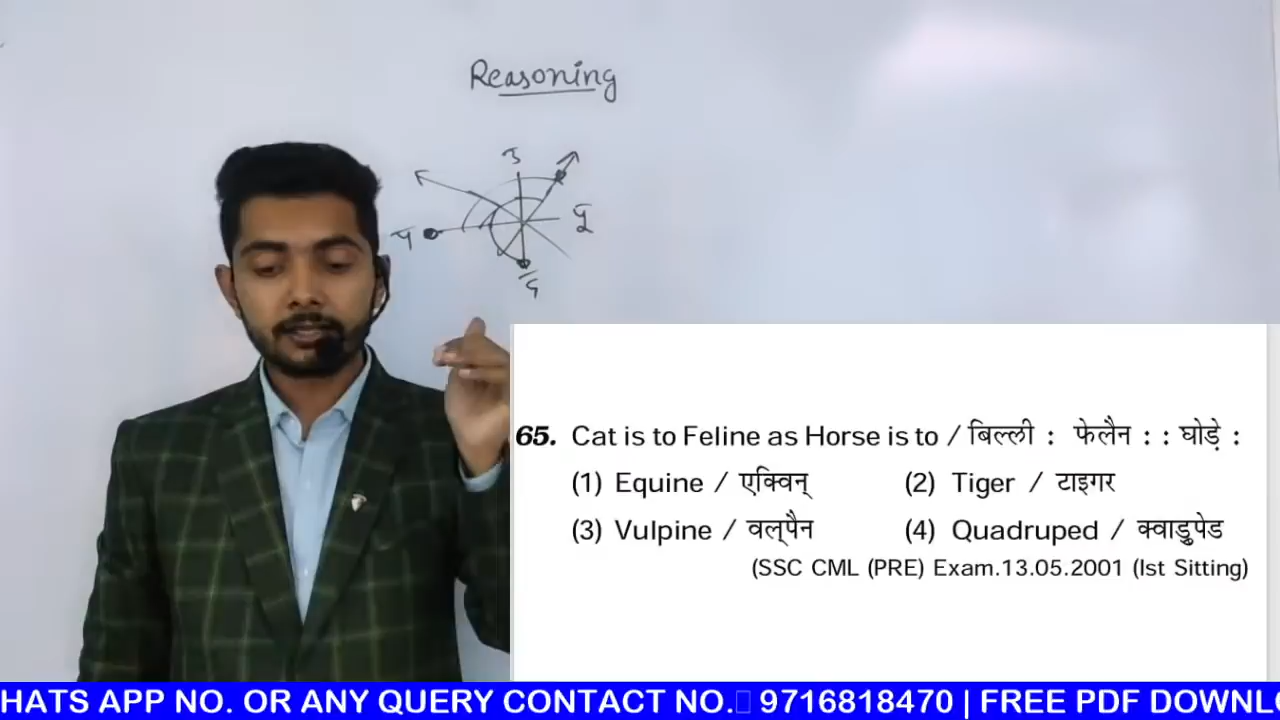 Reasoning
उ
पू
प
द
65. Cat is to Feline as Horse is to / बिल्ली : फेलैन : : घोड़े :
(1) Equine / एक्विन् (2) Tiger / टाइगर
(3) Vulpine / वल्पैन (4) Quadruped / क्वाड्रुपेड
(SSC CML (PRE) Exam.13.05.2001 (Ist Sitting)
HATS APP NO. OR ANY QUERY CONTACT NO. 9716818470 | FREE PDF DOWNL